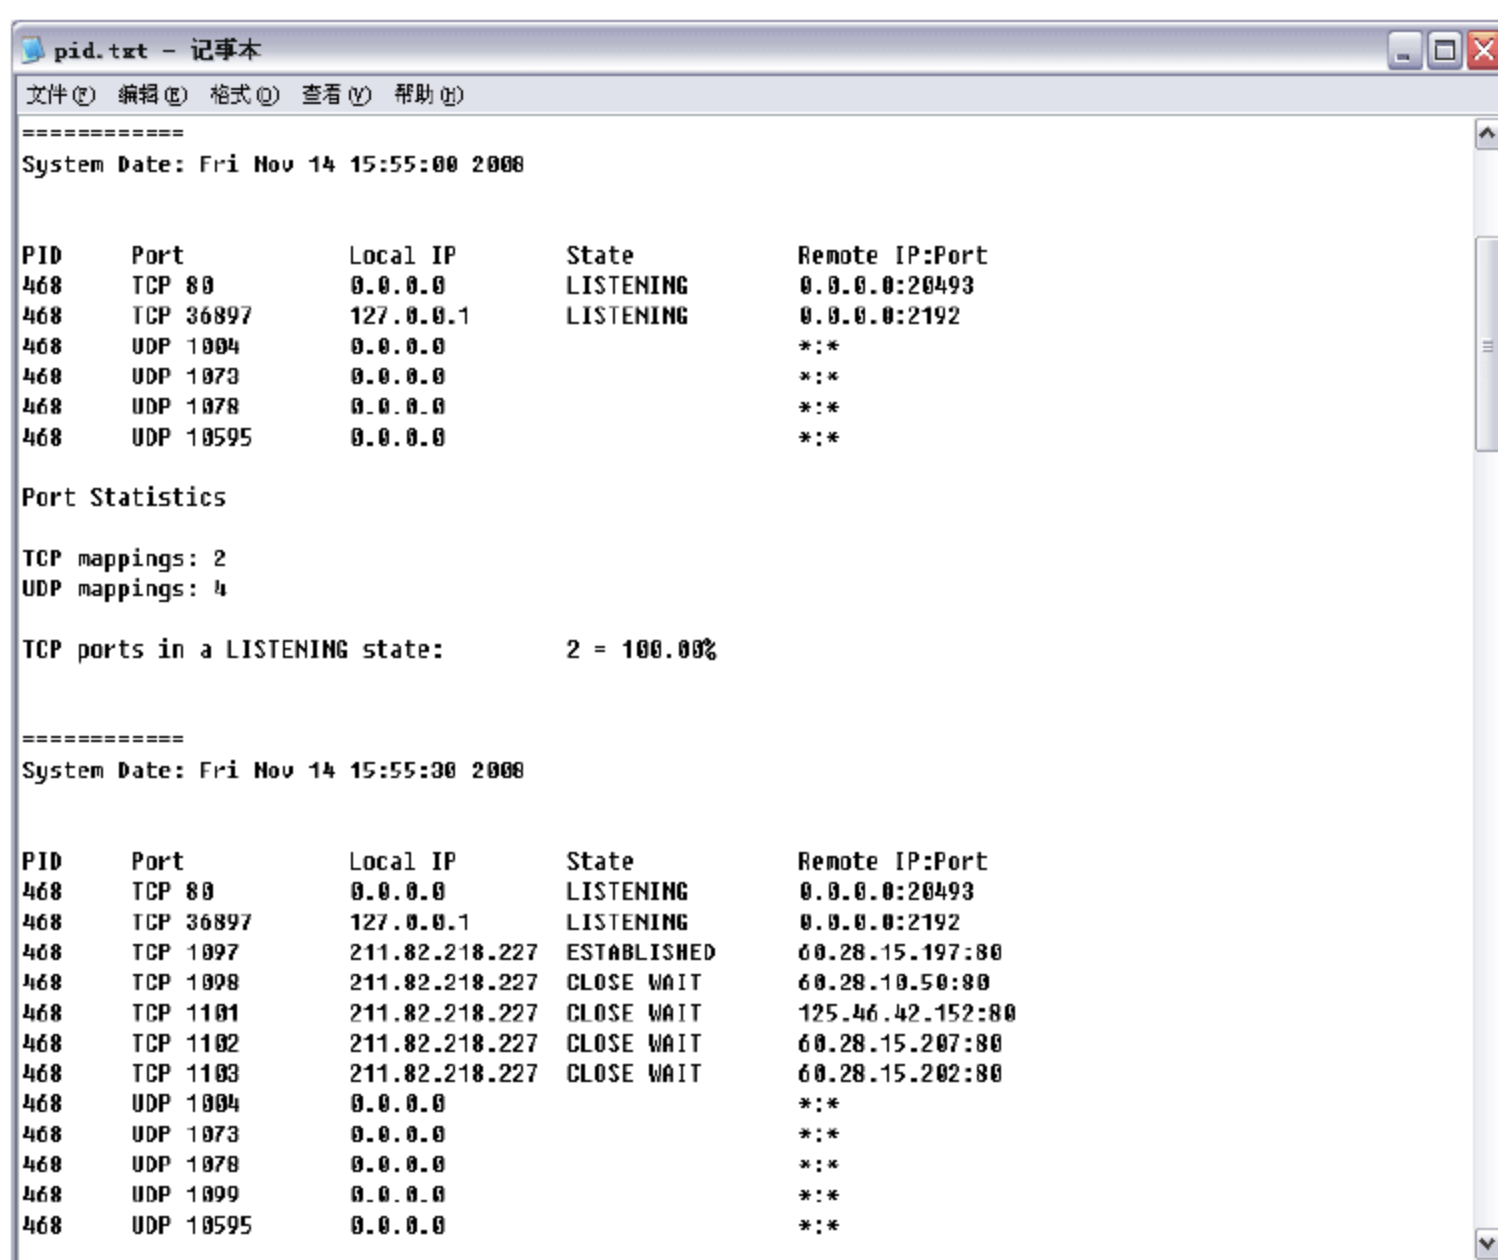 pid.txt - 记事本
文件(F) 编辑(E) 格式(O) 查看(V) 帮助(H)
============
System Date: Fri Nov 14 15:55:00 2008
PID Port Local IP State Remote IP:Port
468 TCP 80 0.0.0.0 LISTENING 0.0.0.0:20493
468 TCP 36897 127.0.0.1 LISTENING 0.0.0.0:2192
468 UDP 1004 0.0.0.0 *:*
468 UDP 1073 0.0.0.0 *:*
468 UDP 1078 0.0.0.0 *:*
468 UDP 10595 0.0.0.0 *:*
Port Statistics
TCP mappings: 2
UDP mappings: 4
TCP ports in a LISTENING state: 2 = 100.00%
============
System Date: Fri Nov 14 15:55:30 2008
PID Port Local IP State Remote IP:Port
468 TCP 80 0.0.0.0 LISTENING 0.0.0.0:20493
468 TCP 36897 127.0.0.1 LISTENING 0.0.0.0:2192
468 TCP 1097 211.82.218.227 ESTABLISHED 60.28.15.197:80
468 TCP 1098 211.82.218.227 CLOSE WAIT 60.28.10.50:80
468 TCP 1101 211.82.218.227 CLOSE WAIT 125.46.42.152:80
468 TCP 1102 211.82.218.227 CLOSE WAIT 60.28.15.207:80
468 TCP 1103 211.82.218.227 CLOSE WAIT 60.28.15.202:80
468 UDP 1004 0.0.0.0 *:*
468 UDP 1073 0.0.0.0 *:*
468 UDP 1078 0.0.0.0 *:*
468 UDP 1099 0.0.0.0 *:*
468 UDP 10595 0.0.0.0 *:*